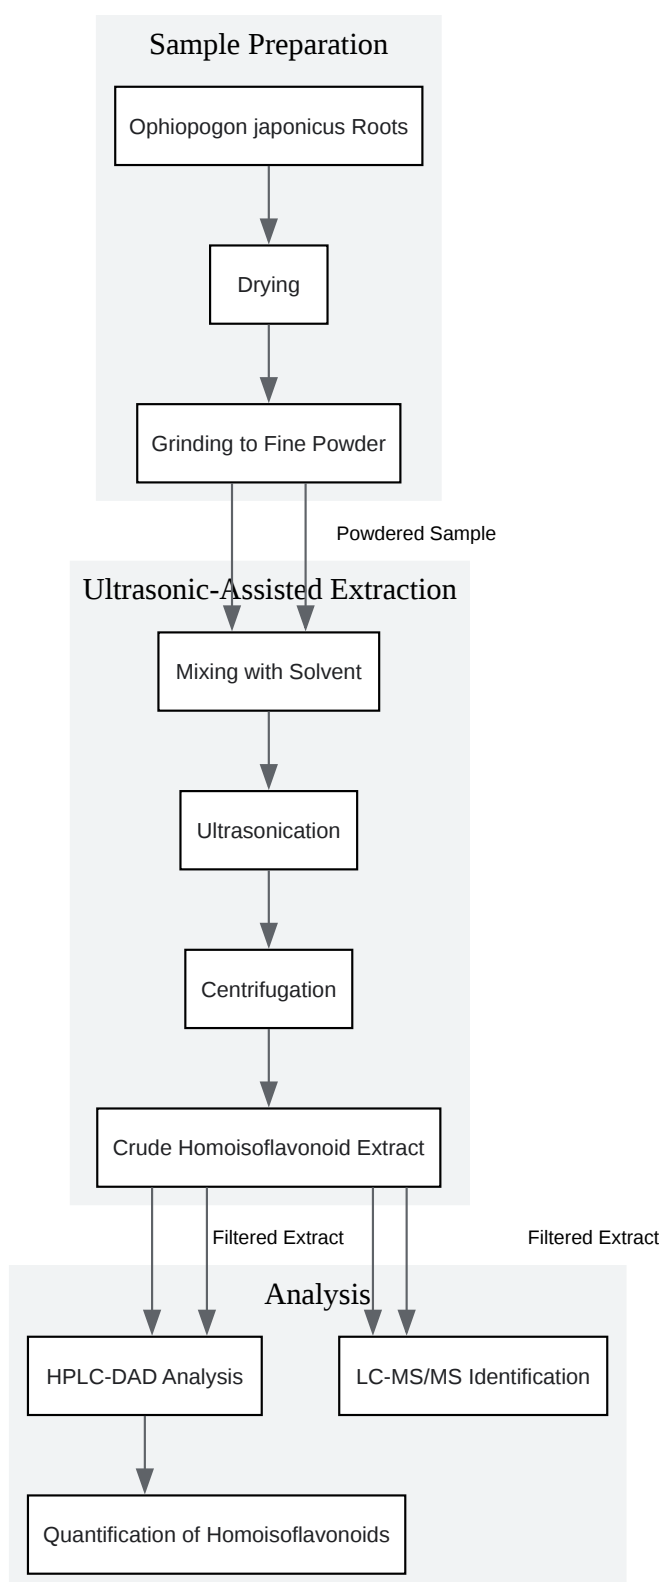 Sample Preparation
Ophiopogon japonicus Roots
Drying
Grinding to Fine Powder
Powdered Sample
Ultrasonic-Assisted Extraction
Mixing with Solvent
Ultrasonication
Centrifugation
Crude Homoisoflavonoid Extract
Filtered Extract
Filtered Extract
Analysis
HPLC-DAD Analysis
LC-MS/MS Identification
Quantification of Homoisoflavonoids